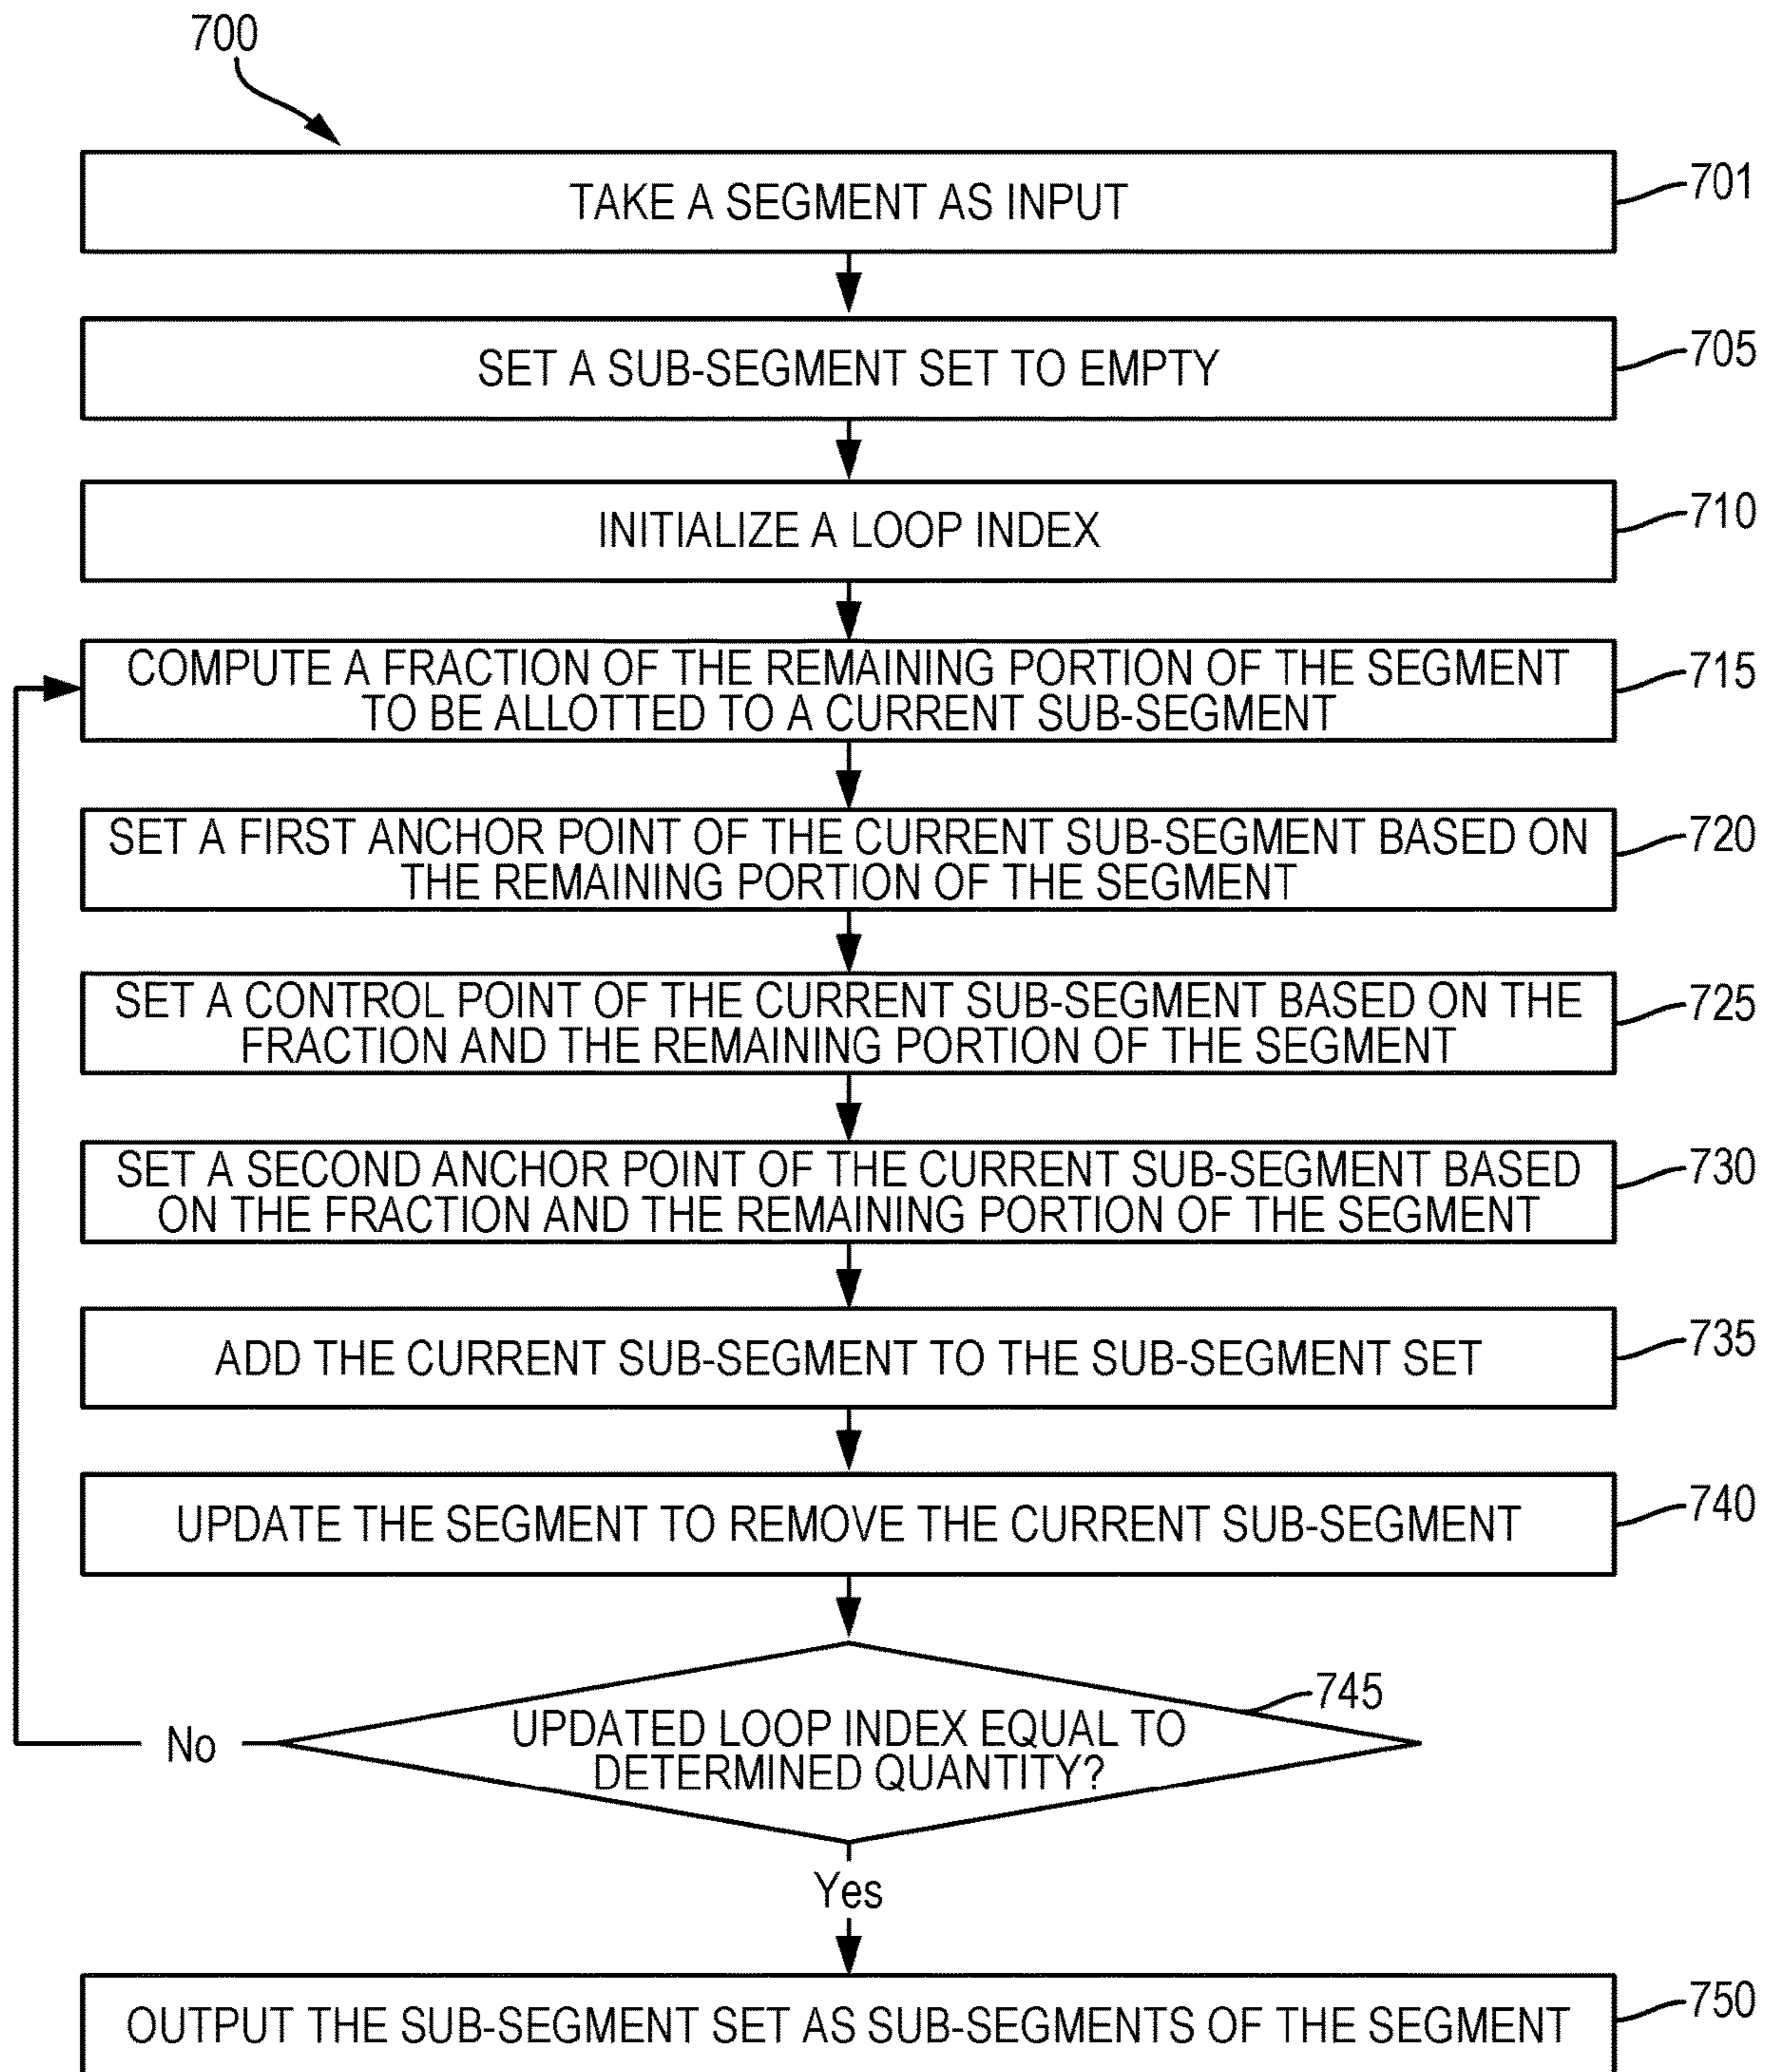 700
TAKE A SEGMENT AS INPUT
701
SET A SUB-SEGMENT SET TO EMPTY
705
INITIALIZE A LOOP INDEX
710
COMPUTE A FRACTION OF THE REMAINING PORTION OF THE SEGMENT
TO BE ALLOTTED TO A CURRENT SUB-SEGMENT
715
SET A FIRST ANCHOR POINT OF THE CURRENT SUB-SEGMENT BASED ON
THE REMAINING PORTION OF THE SEGMENT
720
SET A CONTROL POINT OF THE CURRENT SUB-SEGMENT BASED ON THE
FRACTION AND THE REMAINING PORTION OF THE SEGMENT
725
SET A SECOND ANCHOR POINT OF THE CURRENT SUB-SEGMENT BASED
ON THE FRACTION AND THE REMAINING PORTION OF THE SEGMENT
730
ADD THE CURRENT SUB-SEGMENT TO THE SUB-SEGMENT SET
735
UPDATE THE SEGMENT TO REMOVE THE CURRENT SUB-SEGMENT
740
745
UPDATED LOOP INDEX EQUAL TO
DETERMINED QUANTITY?
No
Yes
OUTPUT THE SUB-SEGMENT SET AS SUB-SEGMENTS OF THE SEGMENT
750